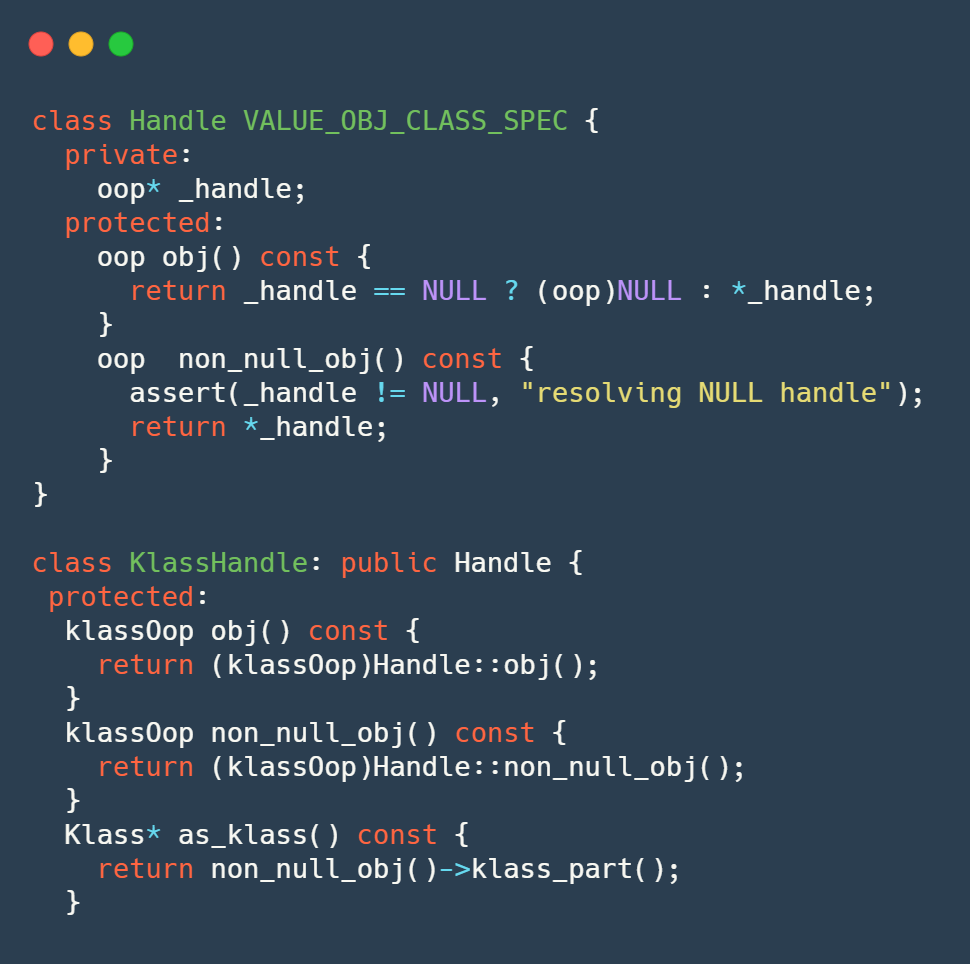 class Handle VALUE_OBJ_CLASS_SPEC {
  private:
    oop* _handle;
  protected:
    oop obj() const {
      return _handle == NULL ? (oop)NULL : *_handle;
    }
    oop  non_null_obj() const {
      assert(_handle != NULL, "resolving NULL handle");
      return *_handle;
    }
}

class KlassHandle: public Handle {
 protected:
  klassOop obj() const {
    return (klassOop)Handle::obj();
  }
  klassOop non_null_obj() const {
    return (klassOop)Handle::non_null_obj();
  }
  Klass* as_klass() const {
    return non_null_obj()->klass_part();
  }